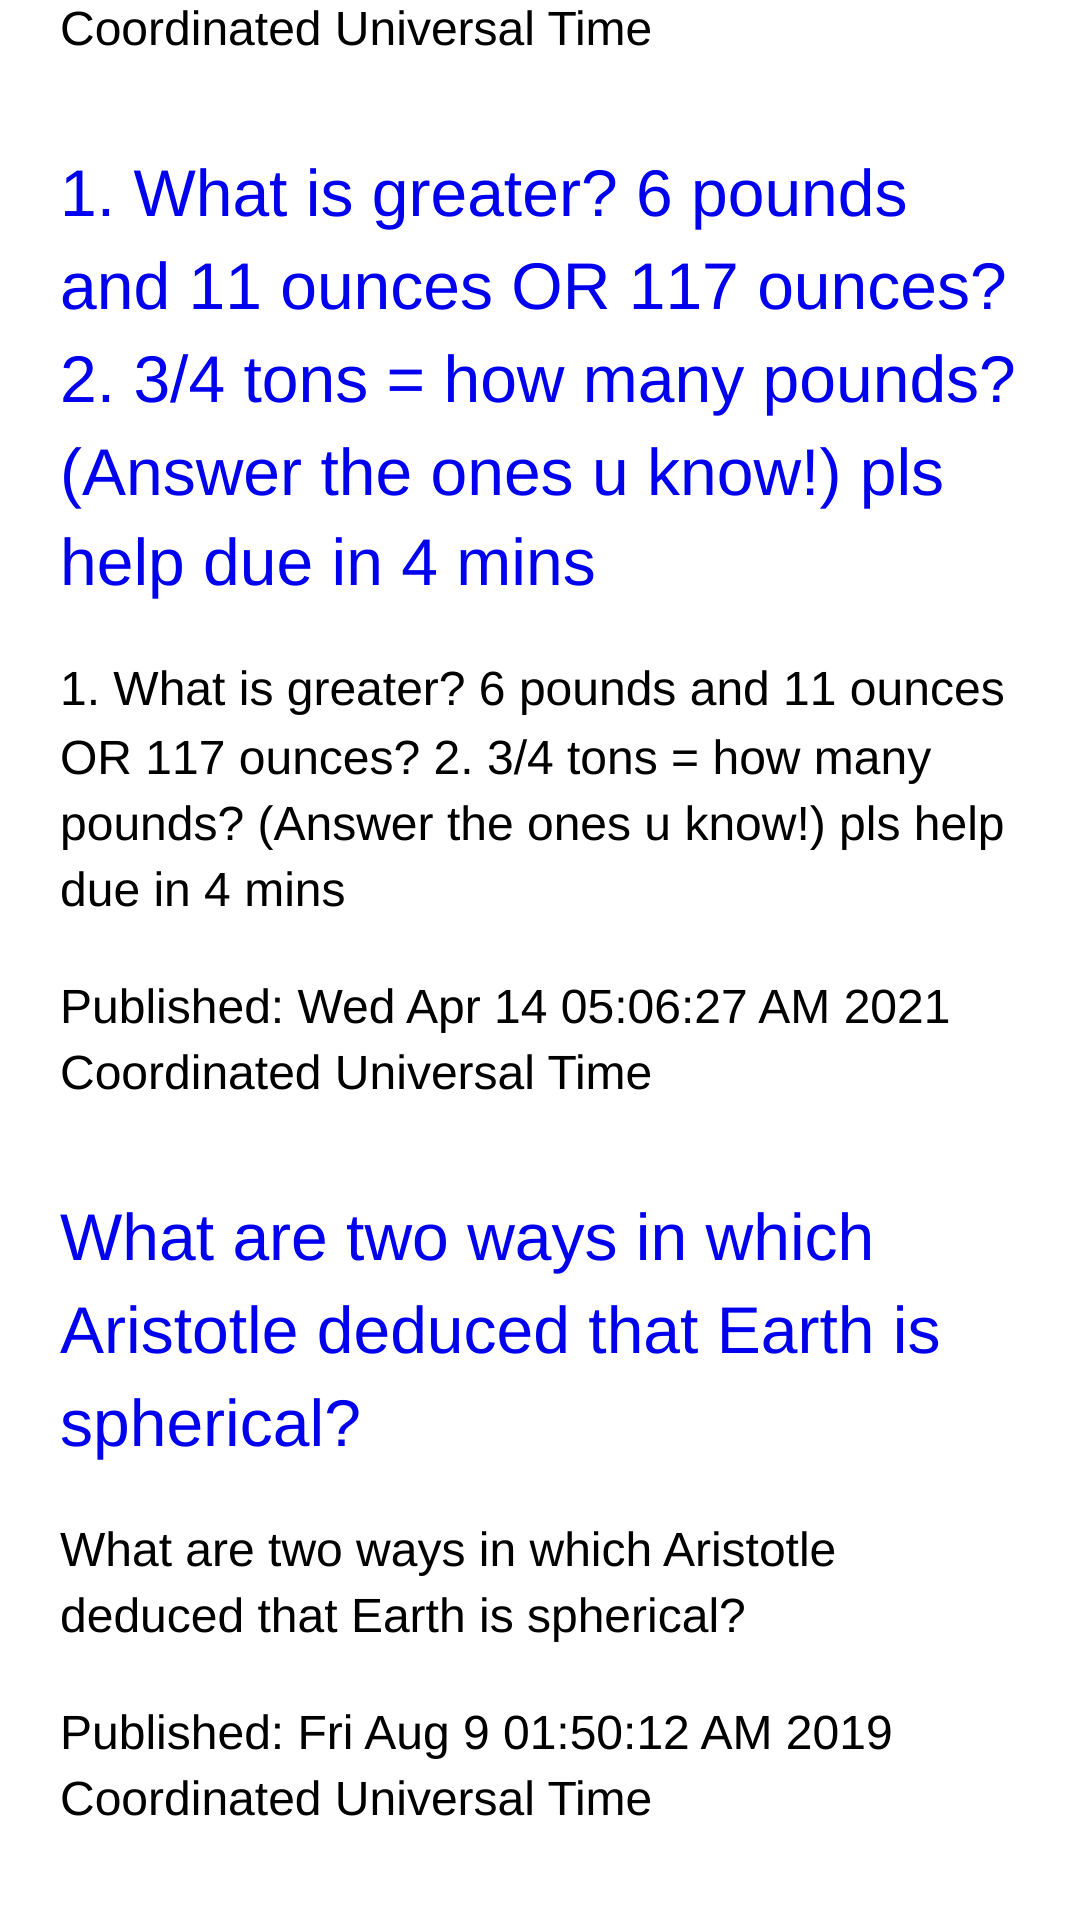 Coordinated Universal Time
1. What is greater? 6 pounds
and 11 ounces OR 117 ounces?
2. 3/4 tons = how many pounds?
(Answer the ones u know!) pls
help due in 4 mins
1. What is greater? 6 pounds and 11 ounces
OR 117 ounces? 2. 3/4 tons = how many
pounds? (Answer the ones u know!) pls help
due in 4 mins
Published: Wed Apr 14 05:06:27 AM 2021
Coordinated Universal Time
What are two ways in which
Aristotle deduced that Earth is
spherical?
What are two ways in which Aristotle
deduced that Earth is spherical?
Published: Fri Aug 9 01:50:12 AM 2019
Coordinated Universal Time